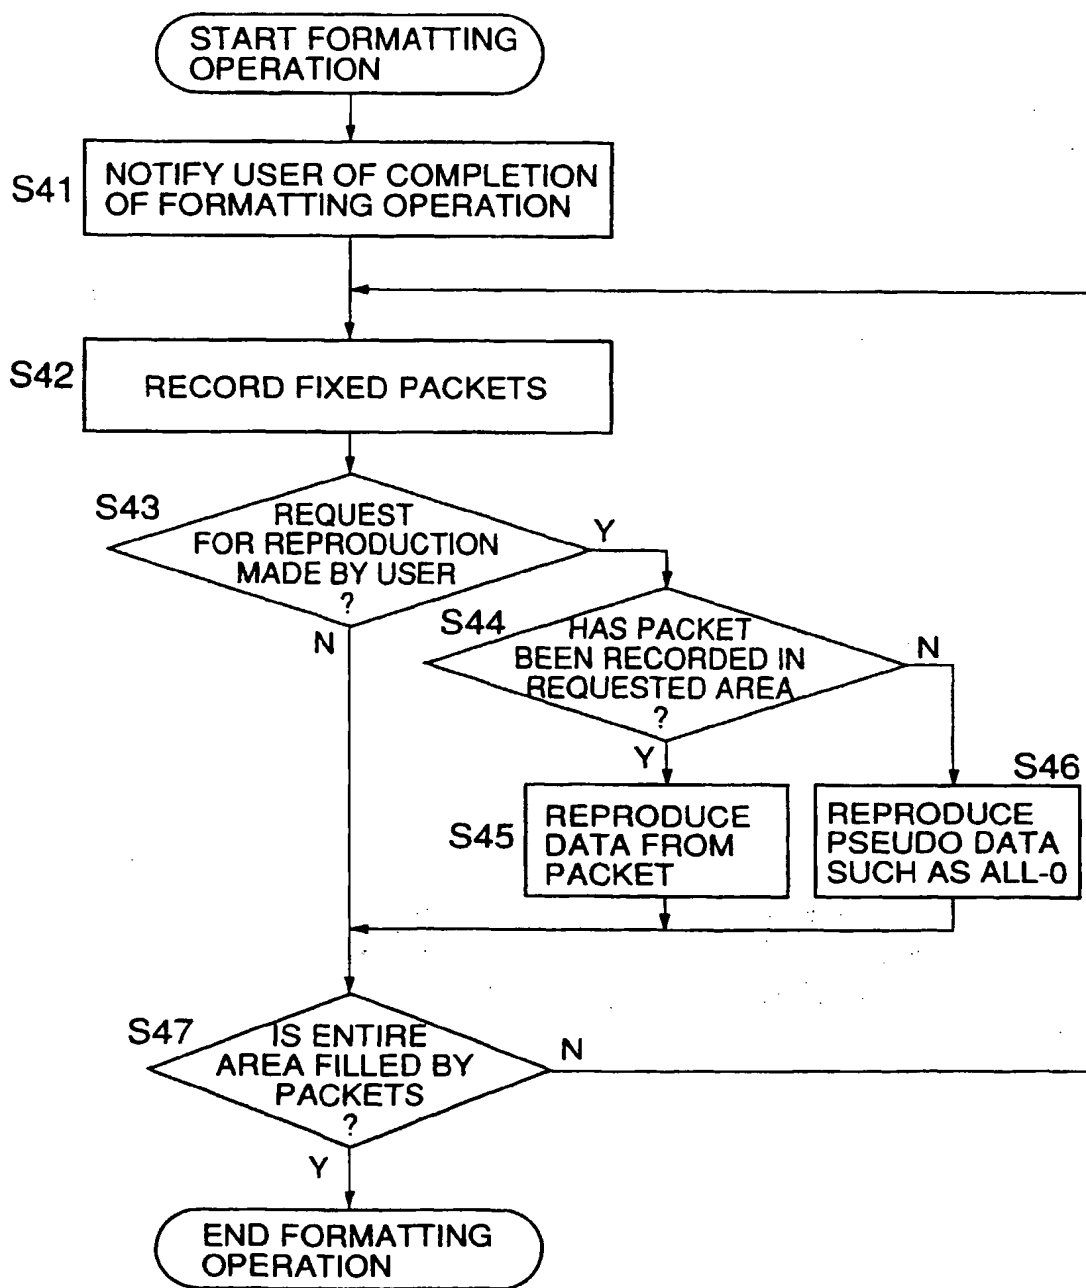 START FORMATTING
OPERATION
S41
NOTIFY USER OF COMPLETION
OF FORMATTING OPERATION
S42
RECORD FIXED PACKETS
S43
REQUEST
FOR REPRODUCTION
MADE BY USER
?
Y
N
S44
HAS PACKET
BEEN RECORDED IN
REQUESTED AREA
?
N
Y
S45
REPRODUCE
DATA FROM
PACKET
S46
REPRODUCE
PSEUDO DATA
SUCH AS ALL-0
S47
IS ENTIRE
AREA FILLED BY
PACKETS
?
N
Y
END FORMATTING
OPERATION